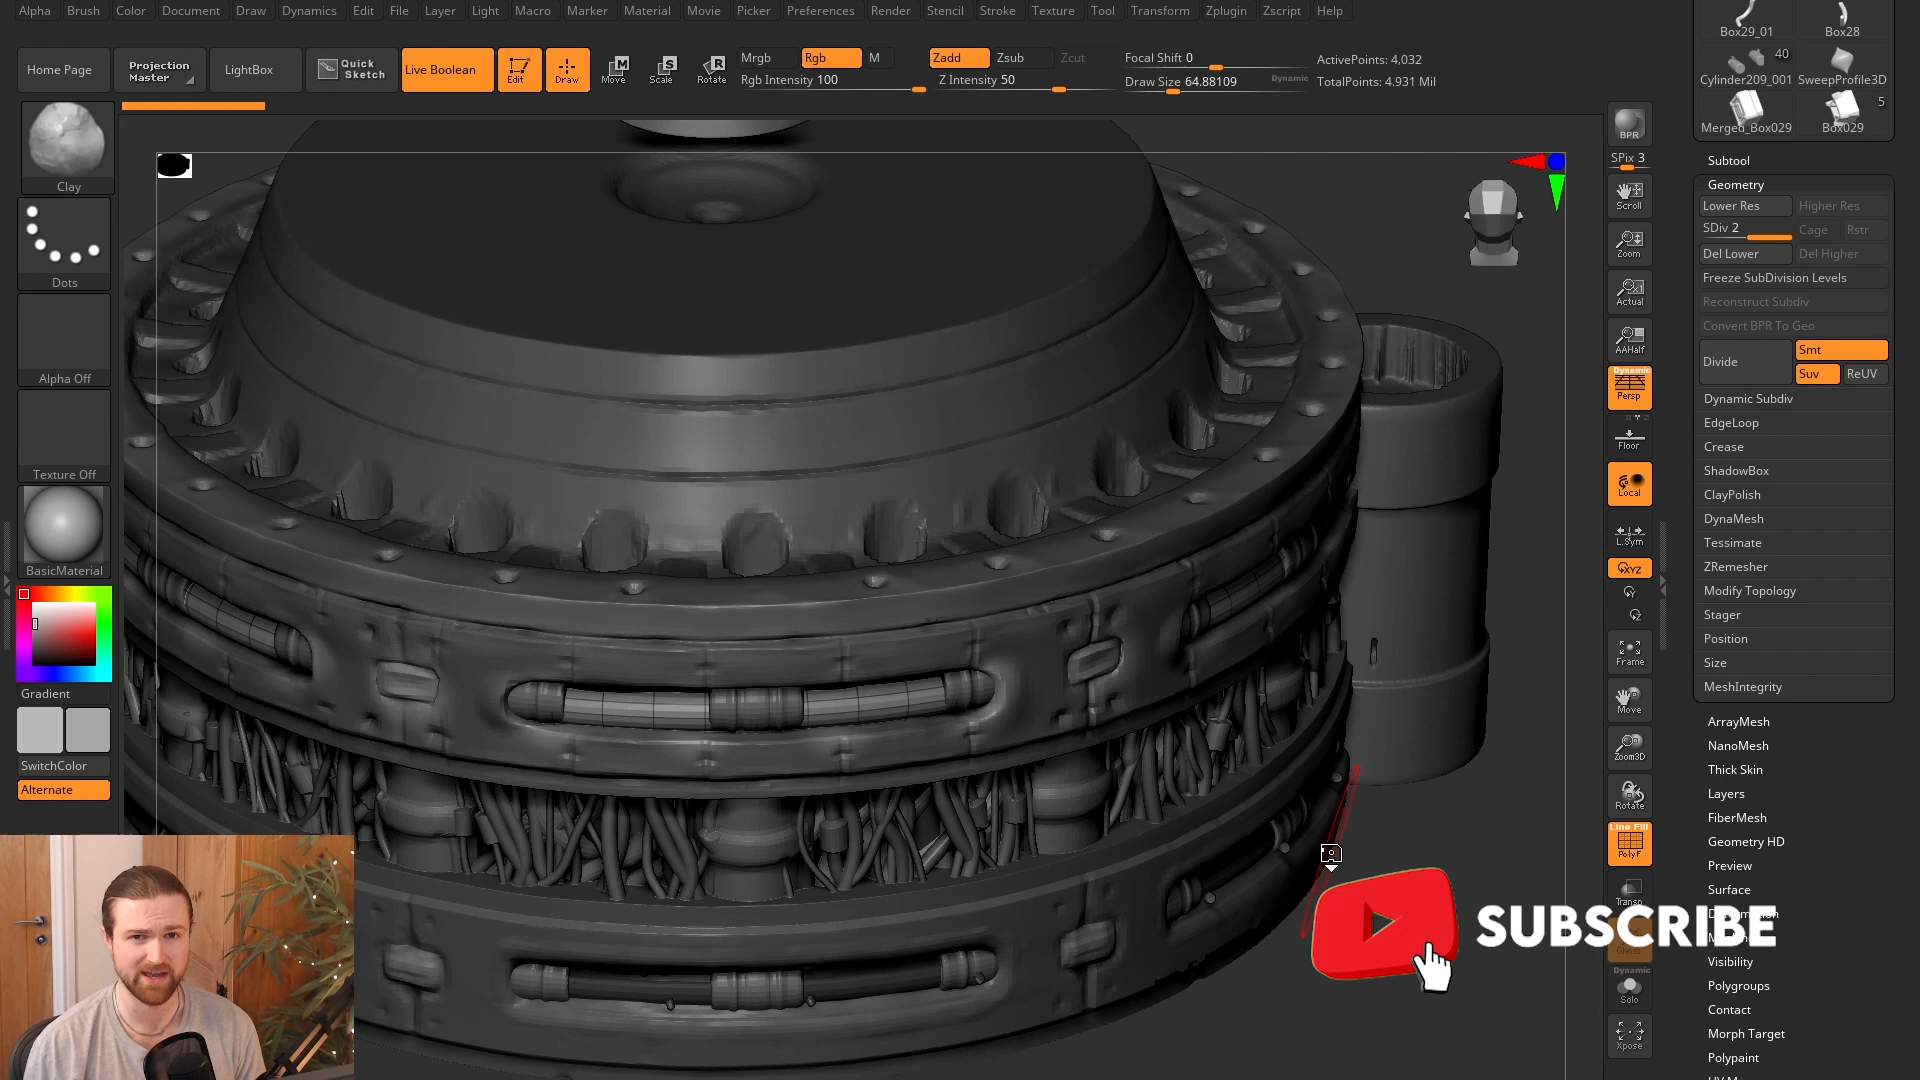 Alpha Brush Color Document Draw Dynamics Edit File Layer Light Macro Marker Material Movie Picker Preferences Render Stencil Stroke Texture Tool Transform Zplugin Zscript Help
Home Page
Projection
Master
LightBox
Quick
Sketch
Live Boolean
Edit
Draw
Move
Scale
Rotate
Mrgb Rgb M
Rgb Intensity 100
Zadd Zsub Zcut
Z Intensity 50
Focal Shift 0
Draw Size 64.88109
Dynamic
ActivePoints: 4,032
TotalPoints: 4.931 Mil
Clay
Dots
Alpha Off
Texture Off
BasicMaterial
Gradient
SwitchColor
Alternate
BPR
SPix 3
Scroll
Zoom
Actual
AAHalf
Dynamic
Persp
Floor
Local
L.Sym
XYZ
Y
Z
Frame
Move
Zoom3D
Rotate
Line Fill
PolyF
Transp
Dynamic
Solo
Xpose
Box29_01 Box28
40
Cylinder209_001 SweepProfile3D
5
Merged_Box029 Box029
Subtool
Geometry
Lower Res Higher Res
SDiv 2 Cage Rstr
Del Lower Del Higher
Freeze SubDivision Levels
Reconstruct Subdiv
Convert BPR To Geo
Divide Smt
Suv ReUV
Dynamic Subdiv
EdgeLoop
Crease
ShadowBox
ClayPolish
DynaMesh
Tessimate
ZRemesher
Modify Topology
Stager
Position
Size
MeshIntegrity
ArrayMesh
NanoMesh
Thick Skin
Layers
FiberMesh
Geometry HD
Preview
Surface
SUBSCRIBE
Visibility
Polygroups
Contact
Morph Target
Polypaint